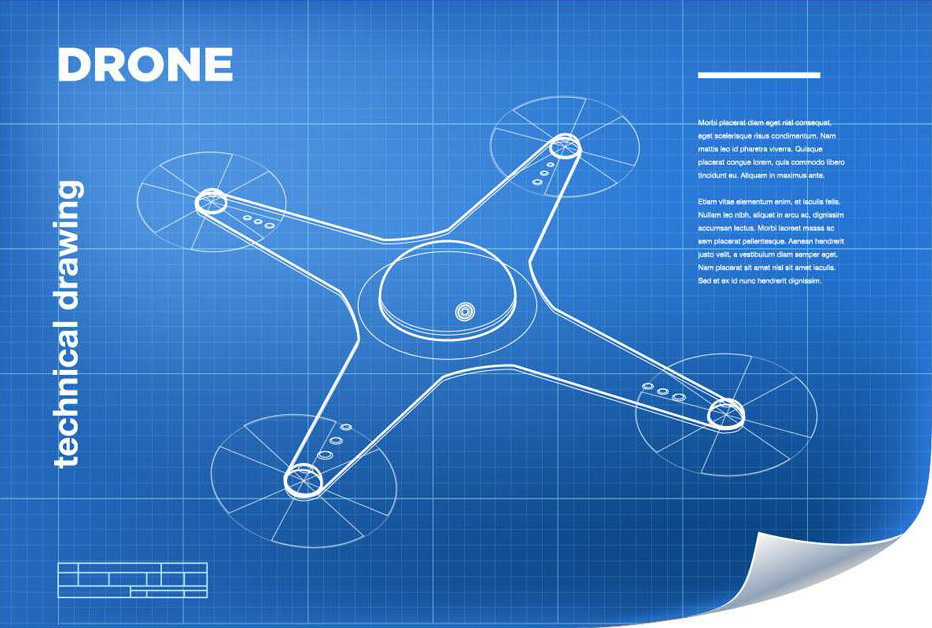 DRONE
technical drawing
Morbi placerat diam eget nisl consequat,
eget scelerisque risus condimentum. Nam
mattis leo id pharetra viverra. Quisque
placerat congue lorem, quis commodo libero
tincidunt eu. Aliquam in maximus ante.
Etiam vitae elementum enim, et iaculis felis.
Nullam leo nibh, aliquet in arcu ac, dignissim
accumsan lectus. Morbi laoreet massa ac
sem placerat pellentesque. Aenean hendrerit
justo velit, a vestibulum diam semper eget.
Nam placerat sit amet nisl sit amet iaculis.
Sed et ex id nunc hendrerit dignissim.